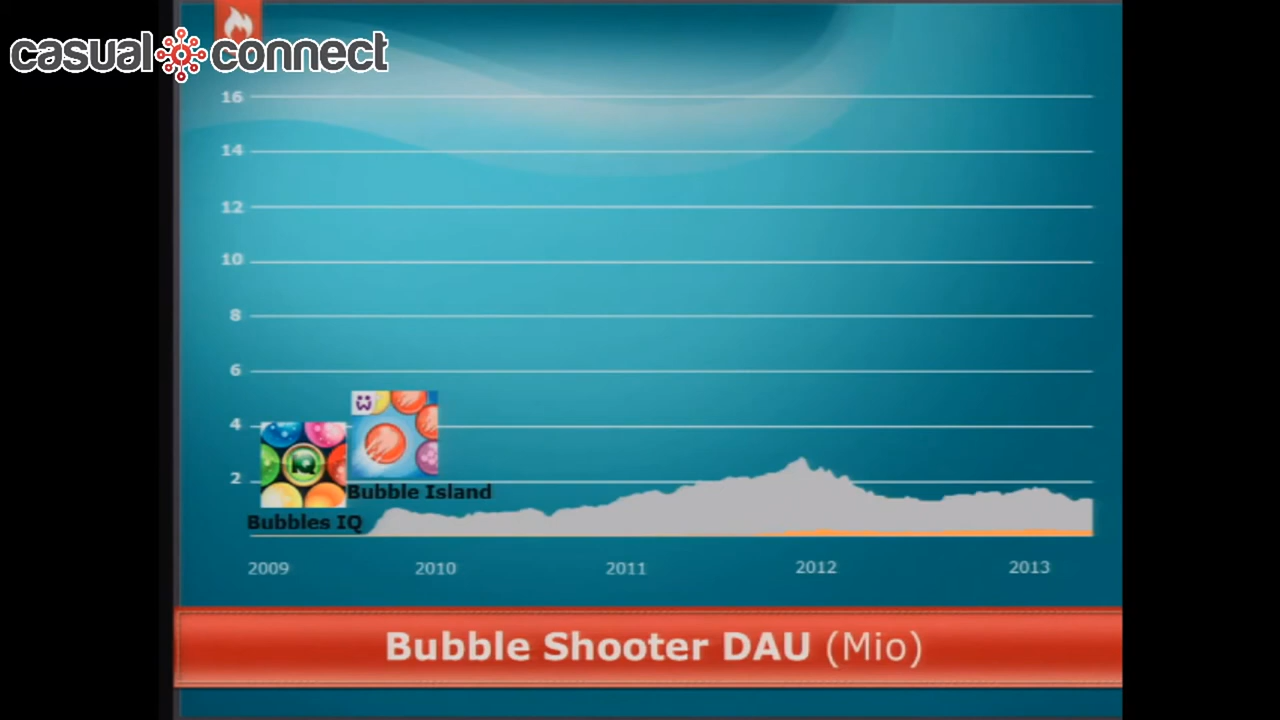 casual connect
16
14
12
10
8
6
4
2
IQ
Bubble Island
Bubbles IQ
2009 2010 2011 2012 2013
Bubble Shooter DAU (Mio)